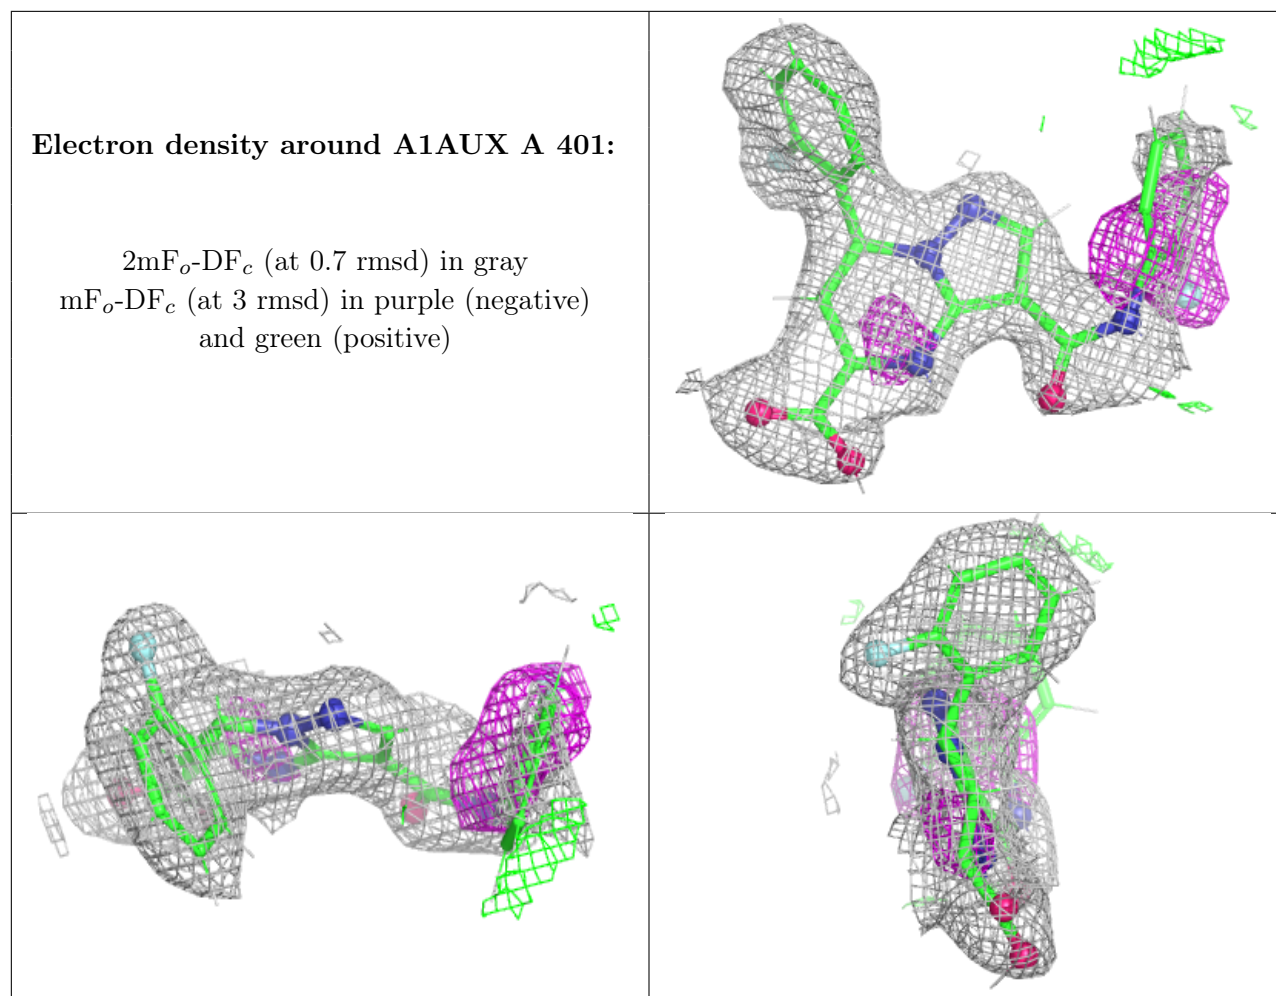 Electron density around A1AUX A 401:
2mFo-DFc (at 0.7 rmsd) in gray
mFo-DFc (at 3 rmsd) in purple (negative)
and green (positive)